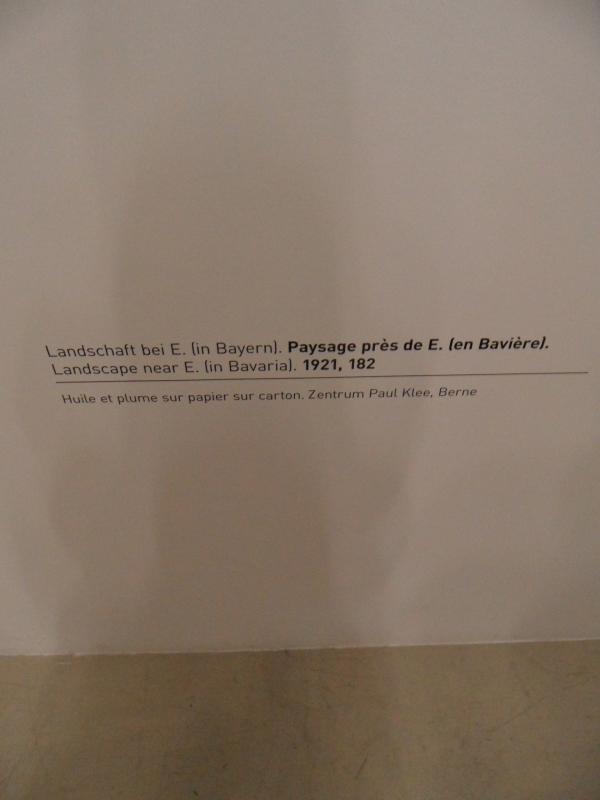 Landschaft bei E. (in Bayern). Paysage près de E. (en Bavière).
Landscape near E. (in Bavaria). 1921, 182
Huile et plume sur papier sur carton. Zentrum Paul Klee, Berne